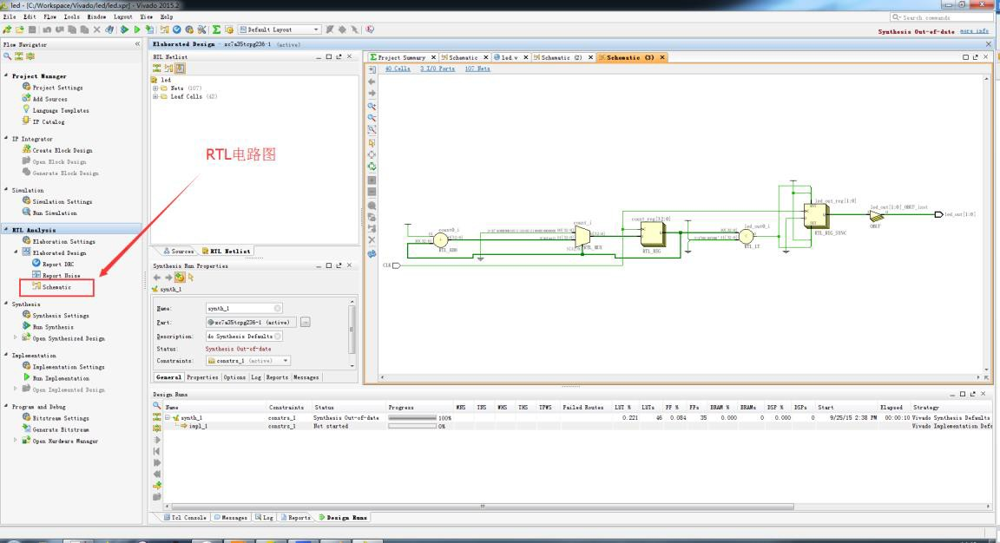 led - [C:/Workspace/Vivado/led/led.xpr] - Vivado 2015.2
File Edit Flow Tools Window Layout View Help
Search commands
Default Layout
Synthesis Out-of-date more info
Flow Navigator
Project Manager
Project Settings
Add Sources
Language Templates
IP Catalog
IP Integrator
Create Block Design
Open Block Design
Generate Block Design
Simulation
Simulation Settings
Run Simulation
RTL Analysis
Elaboration Settings
Elaborated Design
Report DRC
Report Noise
Schematic
Synthesis
Synthesis Settings
Run Synthesis
Open Synthesized Design
Implementation
Implementation Settings
Run Implementation
Open Implemented Design
Program and Debug
Bitstream Settings
Generate Bitstream
Open Hardware Manager
Elaborated Design - xc7a35tcpg236-1 (active)
RTL Netlist
led
Nets (107)
Leaf Cells (42)
RTL电路图
Sources RTL Netlist
Synthesis Run Properties
synth_1
Name: synth_1
Part: xc7a35tcpg236-1 (active)
Description: do Synthesis Defaults
Status: Synthesis Out-of-date
Constraints: constrs_1 (active)
General Properties Options Log Reports Messages
Project Summary Schematic led.v Schematic (2) Schematic (3)
40 Cells 3 I/O Ports 107 Nets
CLK
count0_i
RTL_ADD
count_i
RTL_MUX
count_reg[32:0]
RTL_REG
led_out0_i
RTL_LT
led_out_reg[1:0]
RTL_REG_SYNC
led_out[1:0]_OBUF_inst
OBUF
led_out[1:0]
Design Runs
Name Constraints Status Progress WNS TNS WHS THS TPWS Failed Routes LUT % LUTs FF % FFs BRAM % BRAMs DSP % DSPs Start Elapsed Strategy
synth_1 constrs_1 Synthesis Out-of-date 100% 0.221 46 0.084 35 0.000 0 0.000 0 9/25/15 2:38 PM 00:00:10 Vivado Synthesis Defaults
impl_1 constrs_1 Not started 0% Vivado Implementation Defa
Tcl Console Messages Log Reports Design Runs